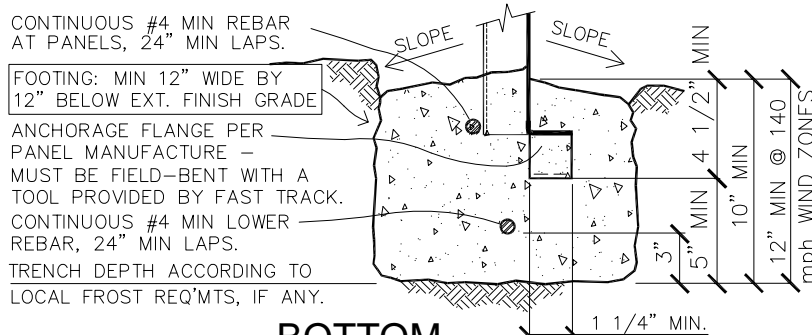 CONTINUOUS #4 MIN REBAR
AT PANELS, 24" MIN LAPS.
FOOTING: MIN 12" WIDE BY
12" BELOW EXT. FINISH GRADE
ANCHORAGE FLANGE PER
PANEL MANUFACTURE –
MUST BE FIELD–BENT WITH A
TOOL PROVIDED BY FAST TRACK.
CONTINUOUS #4 MIN LOWER
REBAR, 24" MIN LAPS.
TRENCH DEPTH ACCORDING TO
LOCAL FROST REQ'MTS, IF ANY.
SLOPE
SLOPE
3"
5" MIN
4 1/2" MIN
10" MIN
12" MIN @ 140
mph WIND ZONES
1 1/4" MIN.
BOTTOM